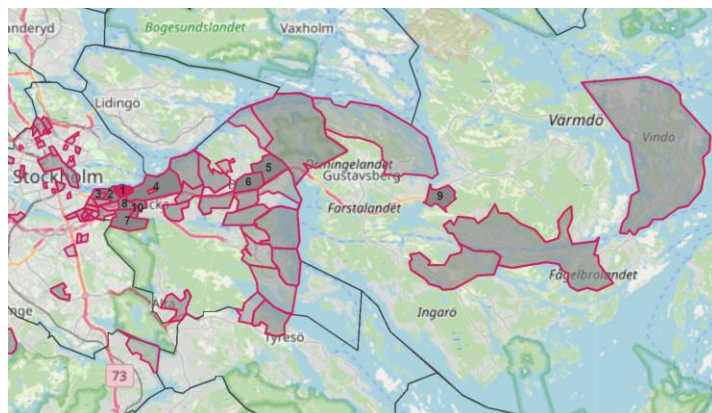 anderyd
Bogesundslandet
Vaxholm
Lidingö
Värmdö
Vindö
Stockholm
5
Gustavsberg
6
4
1
3
2
9
8
10
Farstalandet
7
Fågelbrolandet
Ingarö
Älta
nge
Tyresö
73